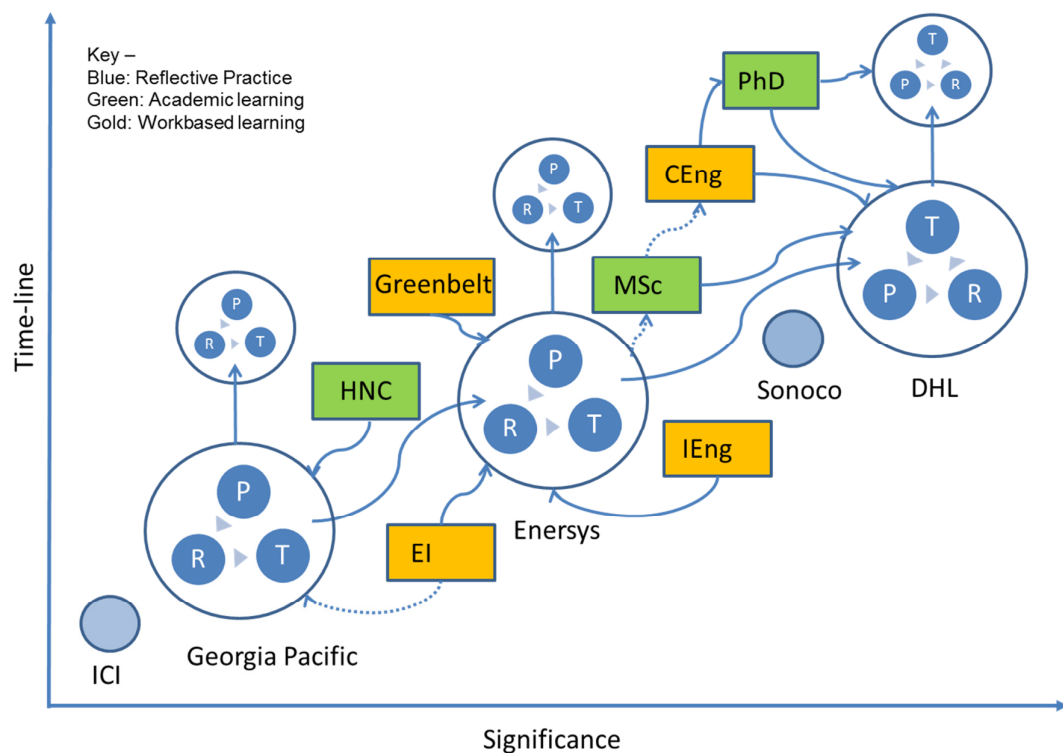 Key –
Blue: Reflective Practice
Green: Academic learning
Gold: Workbased learning
T
P R
PhD
P
R T
CEng
T
P R
Greenbelt
MSc
P
R T
HNC
P
R T
Sonoco
DHL
IEng
P
R T
Enersys
EI
Georgia Pacific
ICI
Time-line
Significance